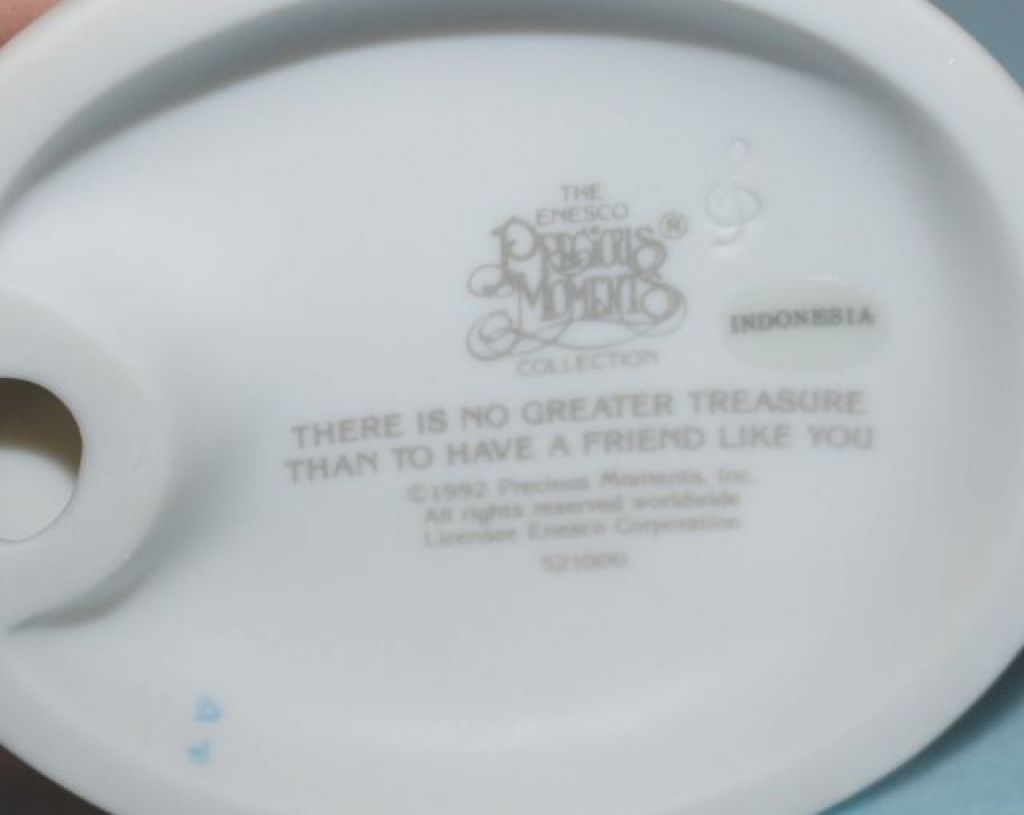 THE
ENESCO
PRECIOUS®
MOMENTS
COLLECTION
INDONESIA
THERE IS NO GREATER TREASURE
THAN TO HAVE A FRIEND LIKE YOU
©1992 Precious Moments, Inc.
All rights reserved worldwide
Licensee Enesco Corporation
521000